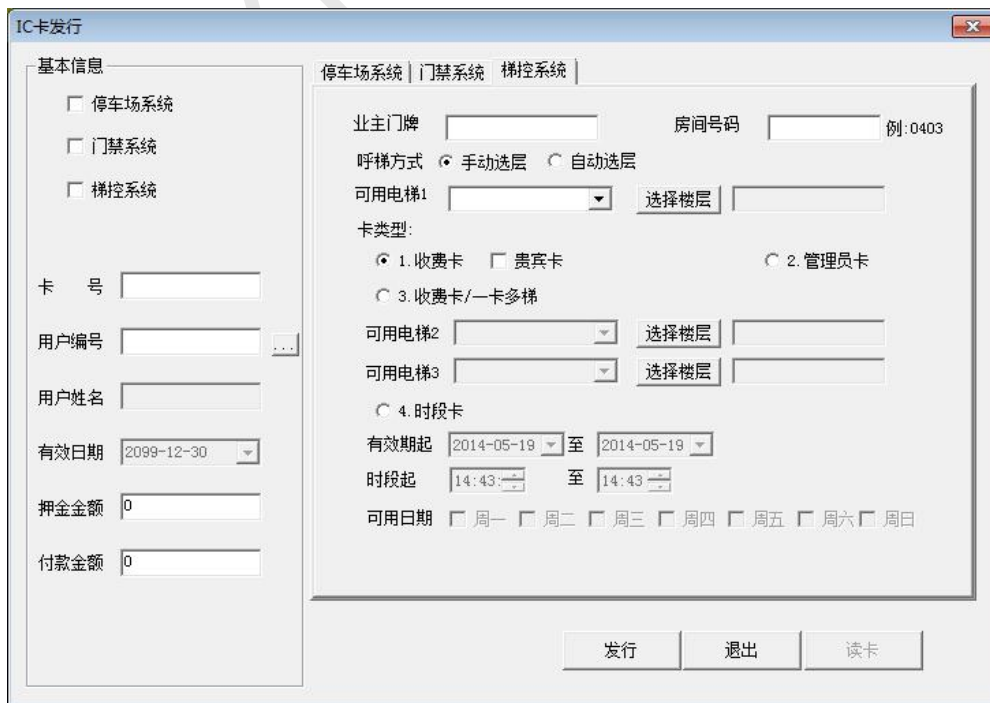 IC卡发行
基本信息
停车场系统
门禁系统
梯控系统
卡 号
用户编号 ...
用户姓名
有效日期 2099-12-30
押金金额 0
付款金额 0
停车场系统 门禁系统 梯控系统
业主门牌 房间号码 例:0403
呼梯方式 手动选层 自动选层
可用电梯1 选择楼层
卡类型:
1.收费卡 贵宾卡 2.管理员卡
3.收费卡/一卡多梯
可用电梯2 选择楼层
可用电梯3 选择楼层
4.时段卡
有效期起 2014-05-19 至 2014-05-19
时段起 14:43: 至 14:43
可用日期 周一 周二 周三 周四 周五 周六 周日
发行 退出 读卡